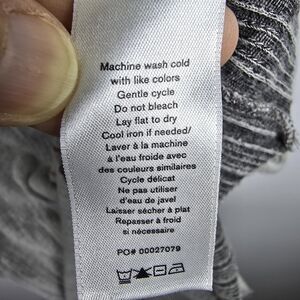 Machine wash cold
with like colors
Gentle cycle
Do not bleach
Lay flat to dry
Cool iron if needed/
Laver à la machine
à l'eau froide avec
des couleurs similaires
Cycle délicat
Ne pas utiliser
d'eau de javel
Laisser sècher à plat
Repasser à froid
si nécessaire
PO# 00027079